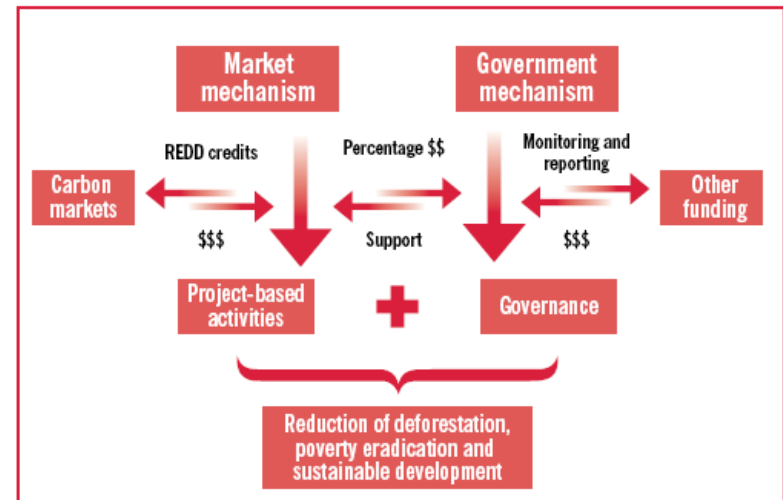 Market
mechanism
Government
mechanism
REDD credits
Percentage $$
Monitoring and
reporting
Carbon
markets
Other
funding
$$$
Support
$$$
Project-based
activities
Governance
Reduction of deforestation,
poverty eradication and
sustainable development